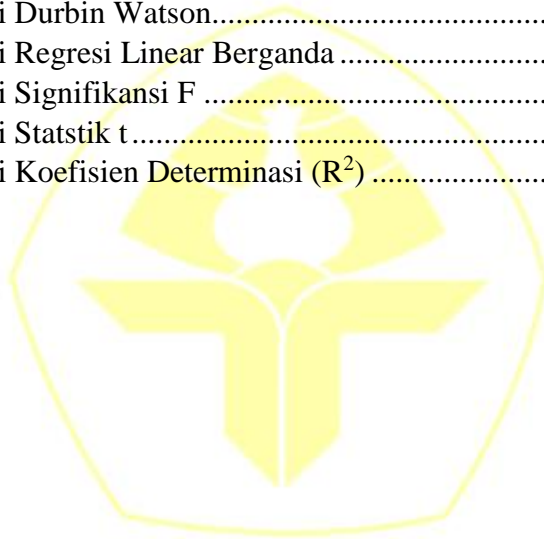 i Durbin Watson.......................................
i Regresi Linear Berganda ........................
i Signifikansi F ........................................
i Statstik t.................................................
i Koefisien Determinasi (R²) ....................